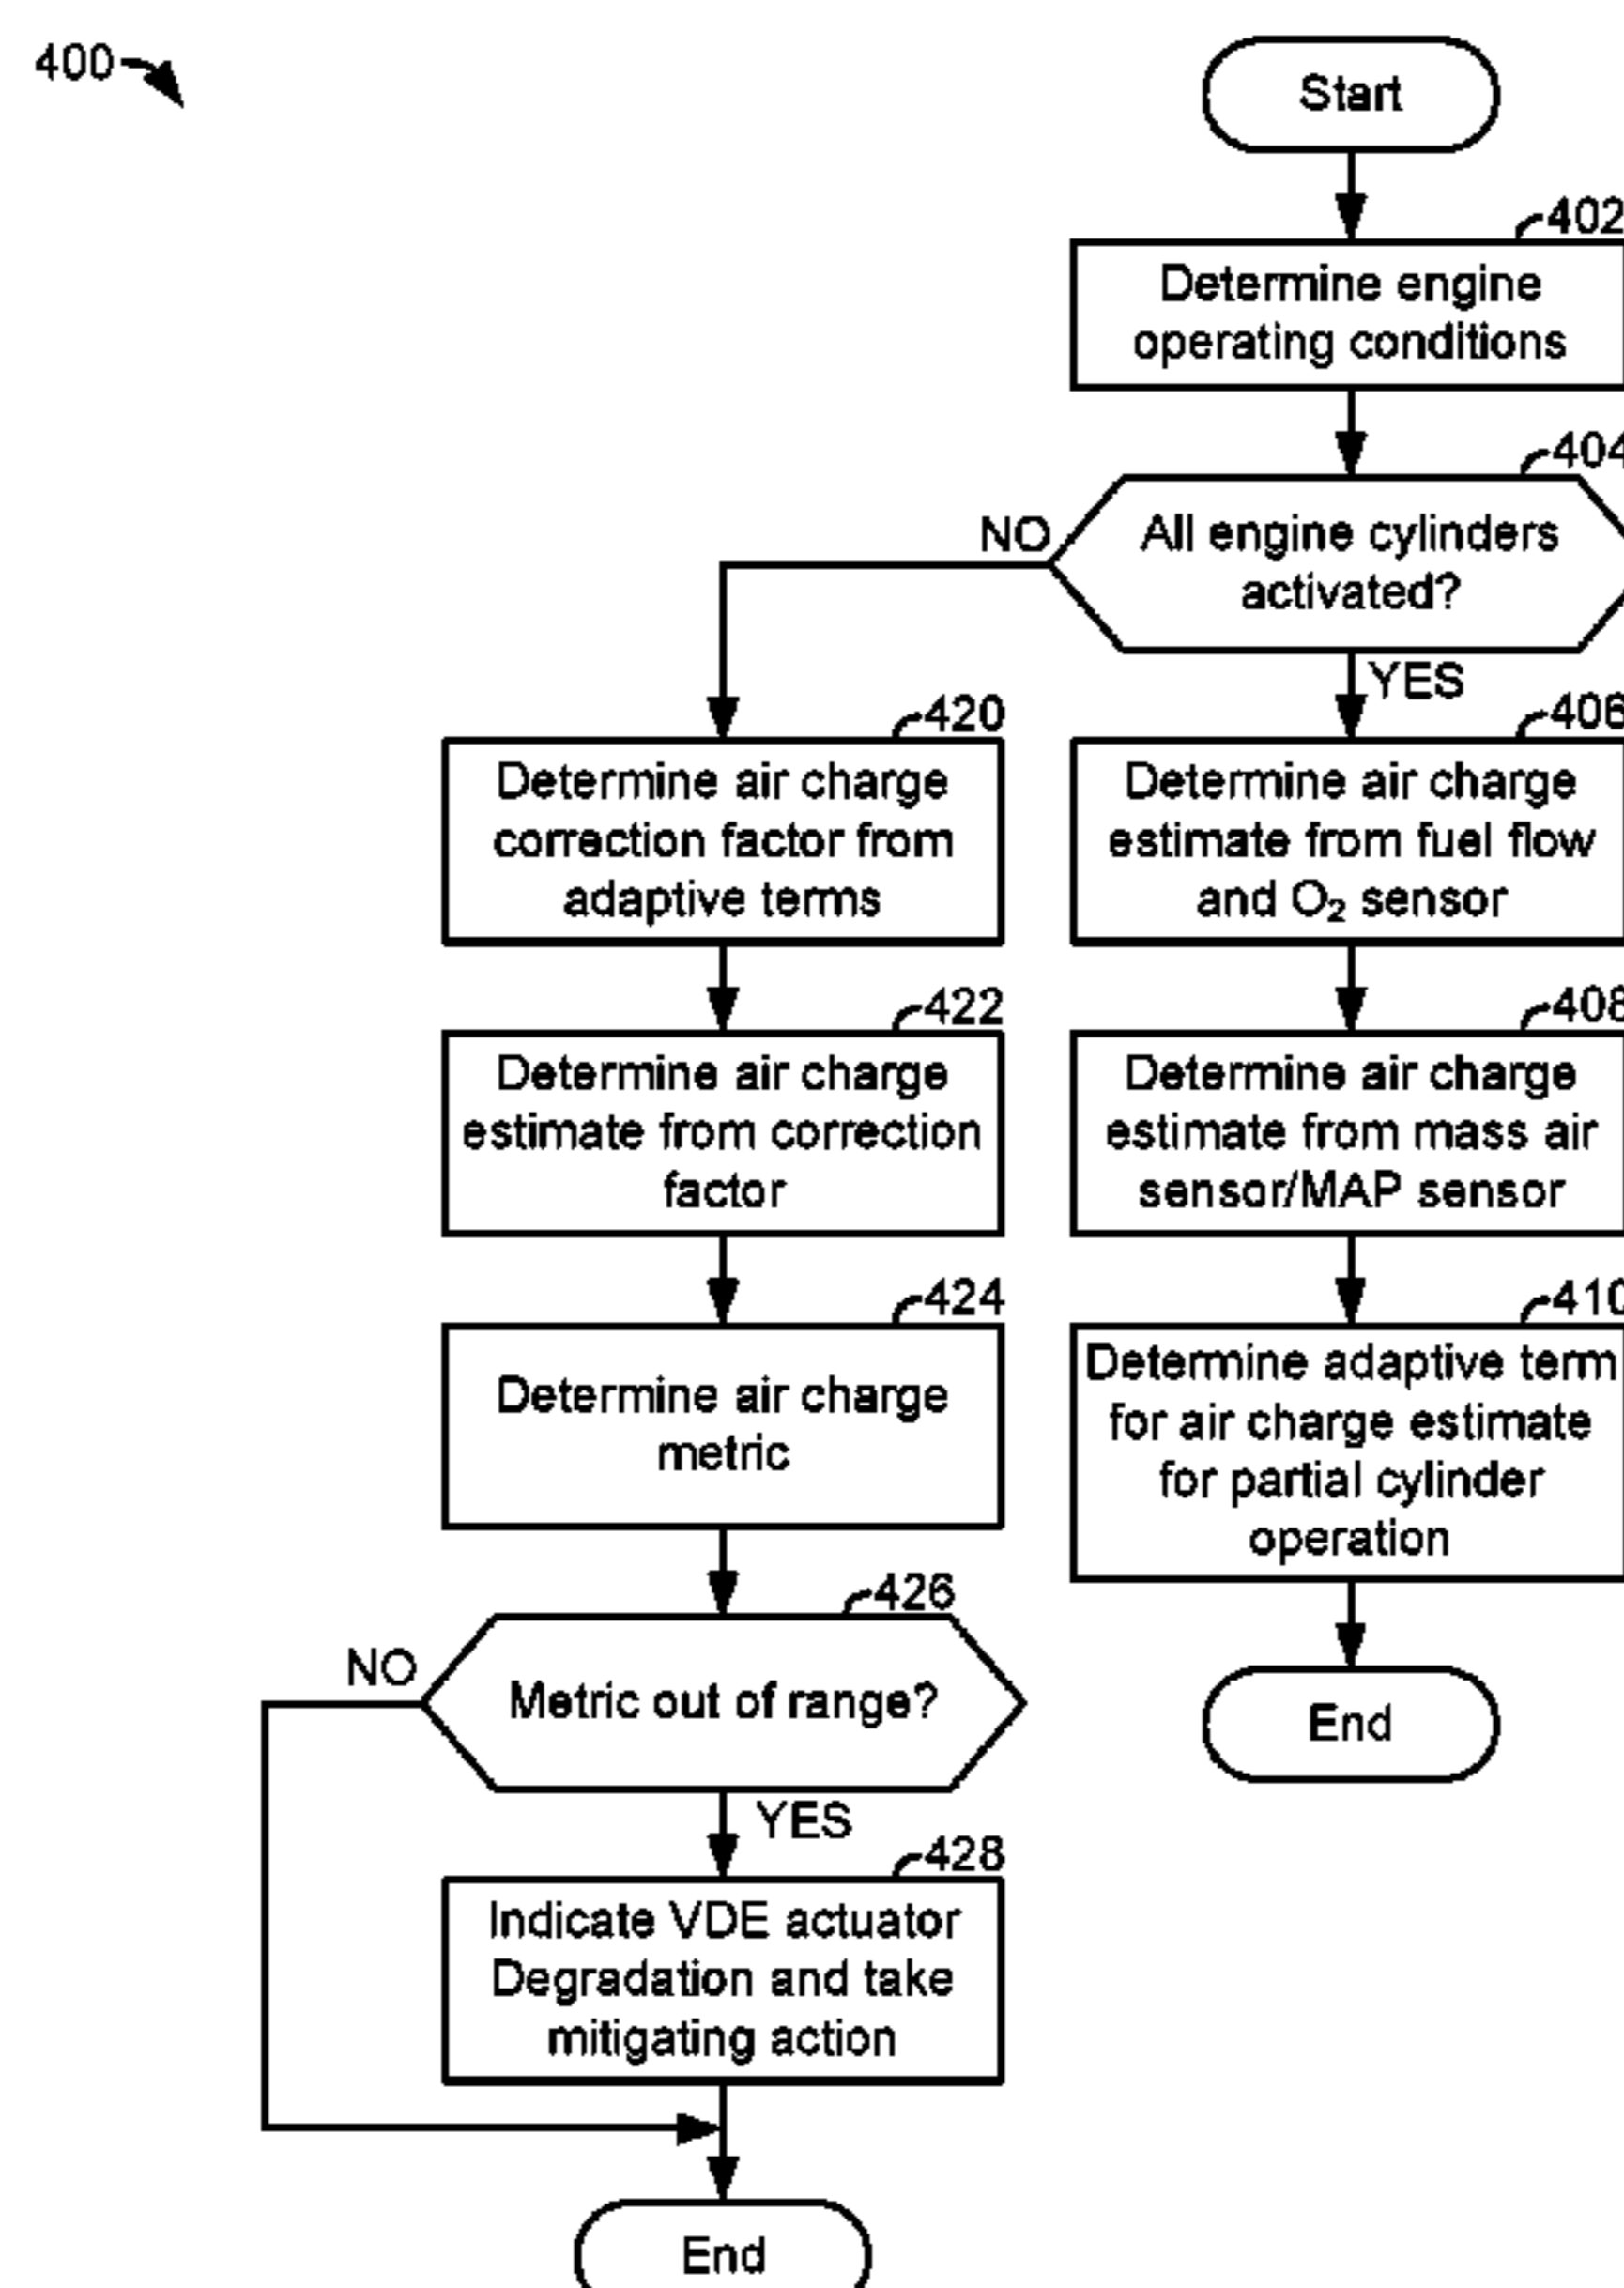 400
Start
402
Determine engine
operating conditions
404
All engine cylinders
activated?
NO
YES
406
Determine air charge
estimate from fuel flow
and O₂ sensor
408
Determine air charge
estimate from mass air
sensor/MAP sensor
410
Determine adaptive term
for air charge estimate
for partial cylinder
operation
End
420
Determine air charge
correction factor from
adaptive terms
422
Determine air charge
estimate from correction
factor
424
Determine air charge
metric
426
Metric out of range?
NO
YES
428
Indicate VDE actuator
Degradation and take
mitigating action
End